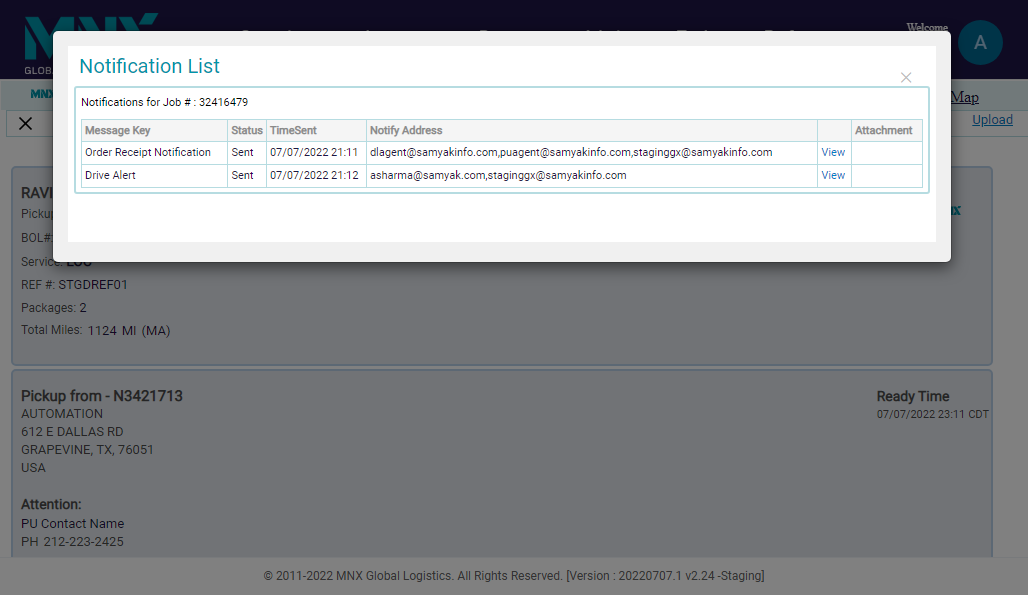 MNX
GLOBA
Welcome
A
MNX
Map
Upload
Notification List
Notifications for Job # : 32416479
Message Key Status TimeSent Notify Address Attachment
Order Receipt Notification Sent 07/07/2022 21:11 dlagent@samyakinfo.com,puagent@samyakinfo.com,staginggx@samyakinfo.com View
Drive Alert Sent 07/07/2022 21:12 asharma@samyak.com,staginggx@samyakinfo.com View
RAVI
Pickup
BOL#:
Service: LOC
REF #: STGDREF01
Packages: 2
Total Miles: 1124 MI (MA)
Pickup from - N3421713
Ready Time
AUTOMATION
07/07/2022 23:11 CDT
612 E DALLAS RD
GRAPEVINE, TX, 76051
USA
Attention:
PU Contact Name
PH 212-223-2425
© 2011-2022 MNX Global Logistics. All Rights Reserved. [Version : 20220707.1 v2.24 -Staging]